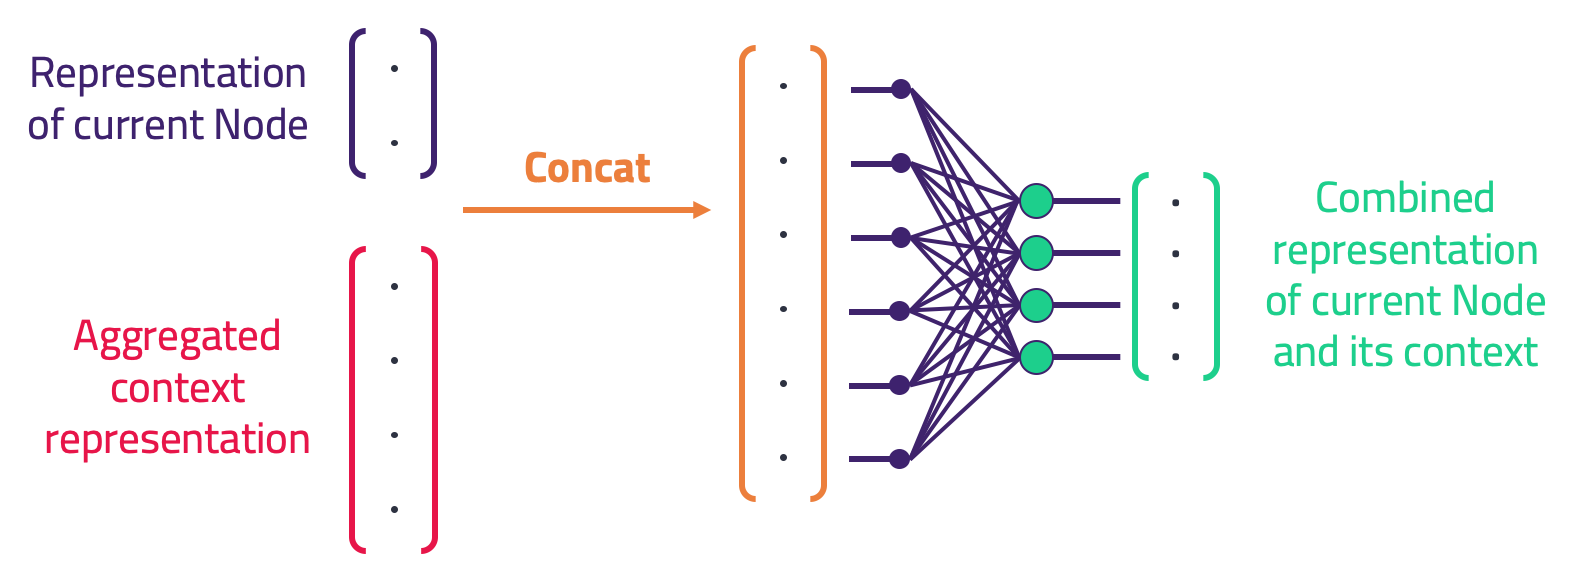 Representation
of current Node
Aggregated
context
representation
Concat
Combined
representation
of current Node
and its context